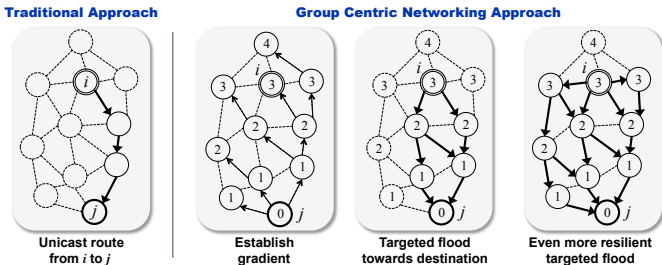 Traditional Approach
Group Centric Networking Approach
i
j
4
i
3
3
3
2
2
2
1
1
1
0
j
4
i
3
3
3
2
2
2
1
1
1
0
j
4
i
3
3
3
2
2
2
1
1
1
0
j
Unicast route
from i to j
Establish
gradient
Targeted flood
towards destination
Even more resilient
targeted flood